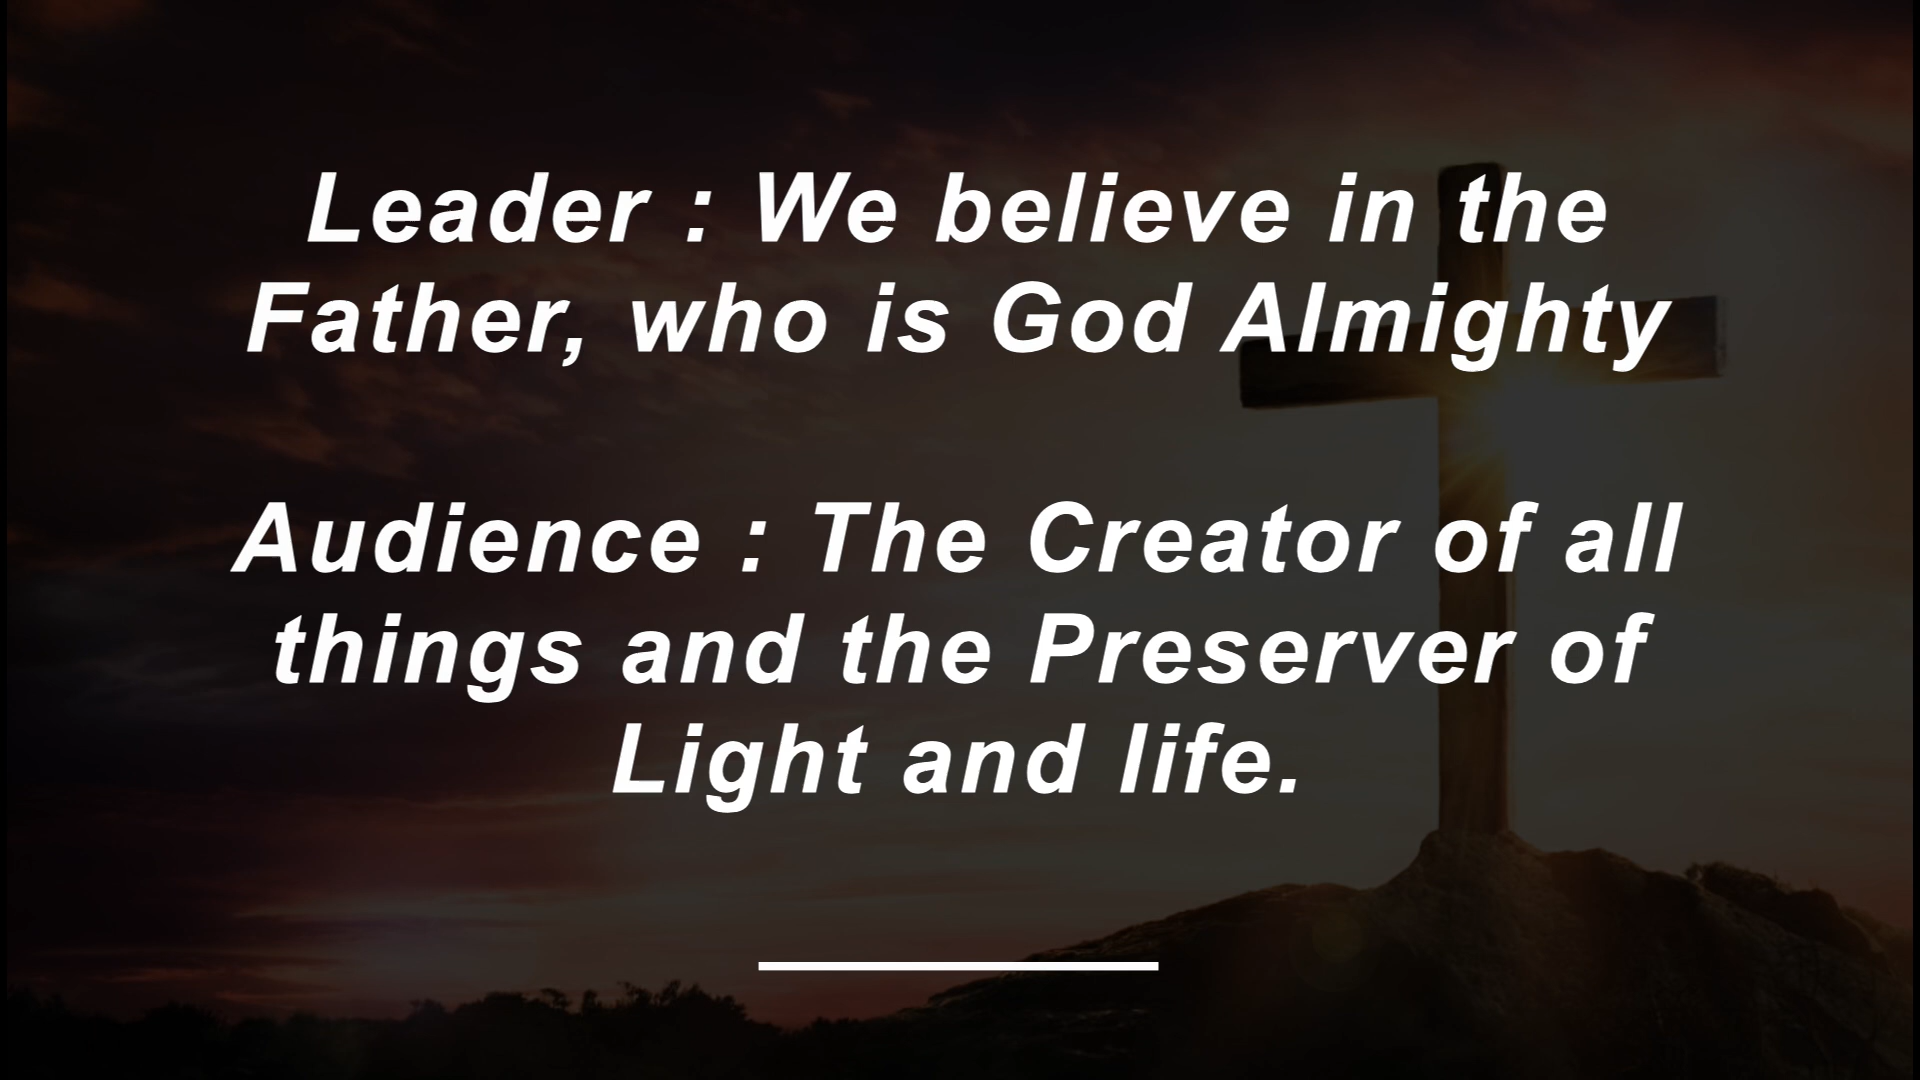 Leader : We believe in the
Father, who is God Almighty
Audience : The Creator of all
things and the Preserver of
Light and life.